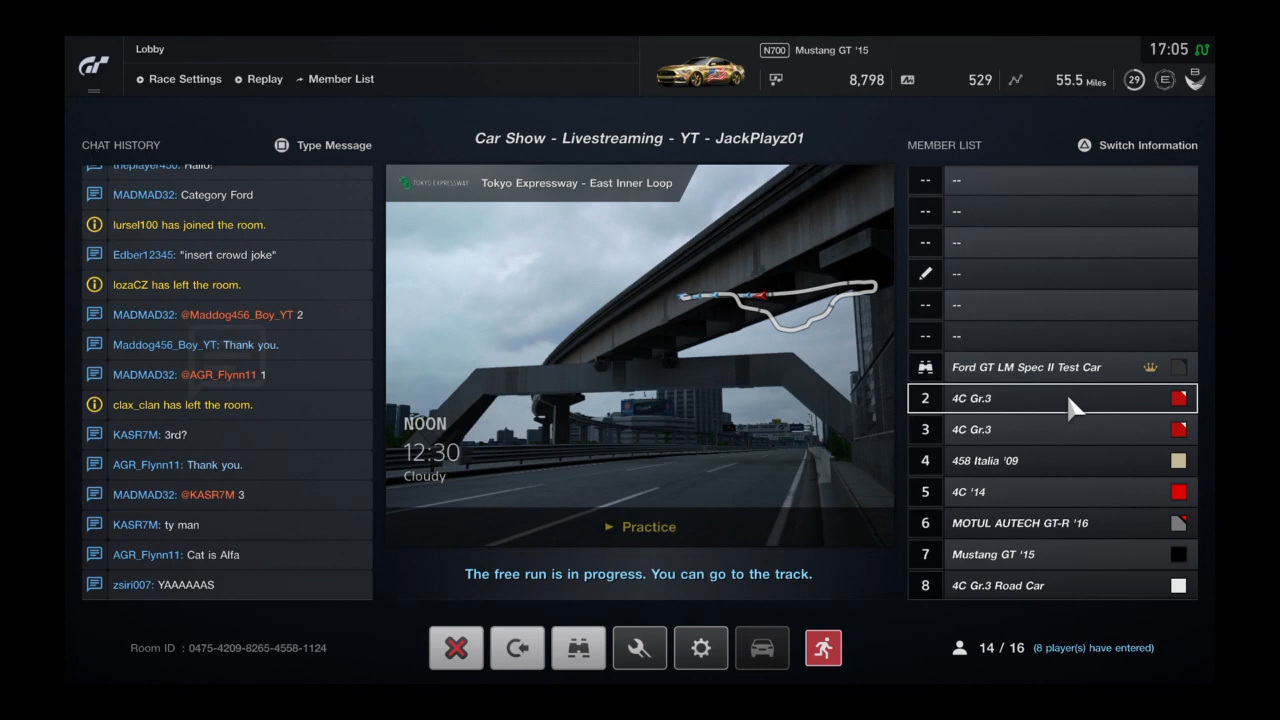 Lobby
Race Settings
Replay
Member List
N700 Mustang GT '15
8,798
529
55.5 Miles
29
E
B
17:05
CHAT HISTORY
Type Message
theplayer450: Hallo!
MADMAD32: Category Ford
lursel100 has joined the room.
Edber12345: "insert crowd joke"
lozaCZ has left the room.
MADMAD32: @Maddog456_Boy_YT 2
Maddog456_Boy_YT: Thank you.
MADMAD32: @AGR_Flynn11 1
clax_clan has left the room.
KASR7M: 3rd?
AGR_Flynn11: Thank you.
MADMAD32: @KASR7M 3
KASR7M: ty man
AGR_Flynn11: Cat is Alfa
zsiri007: YAAAAAAS
Car Show - Livestreaming - YT - JackPlayz01
TOKYO EXPRESSWAY
Tokyo Expressway - East Inner Loop
NOON
12:30
Cloudy
Practice
The free run is in progress. You can go to the track.
MEMBER LIST
Switch Information
-- --
-- --
-- --
--
-- --
-- --
Ford GT LM Spec II Test Car
2 4C Gr.3
3 4C Gr.3
4 458 Italia '09
5 4C '14
6 MOTUL AUTECH GT-R '16
7 Mustang GT '15
8 4C Gr.3 Road Car
Room ID : 0475-4209-8265-4558-1124
14 / 16 (8 player(s) have entered)